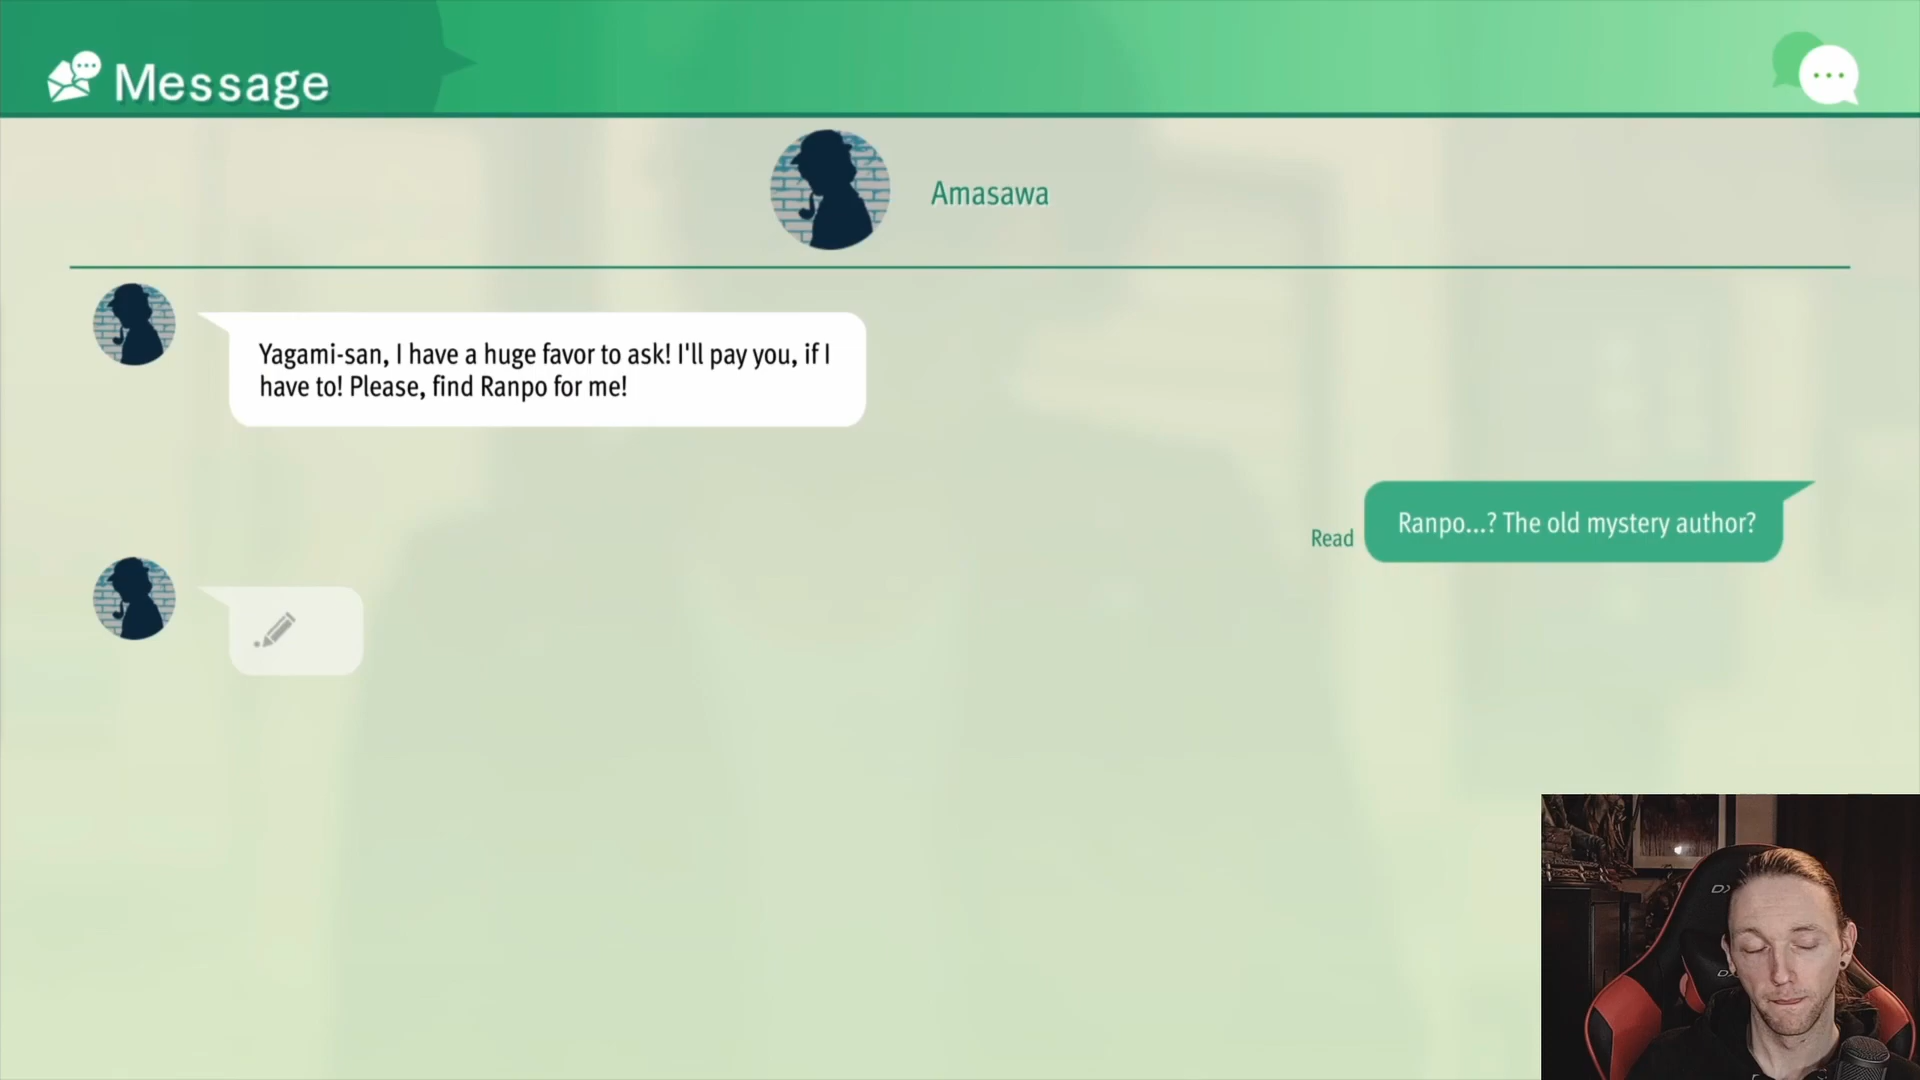 Message
Amasawa
Yagami-san, I have a huge favor to ask! I'll pay you, if I
have to! Please, find Ranpo for me!
Ranpo...? The old mystery author?
Read